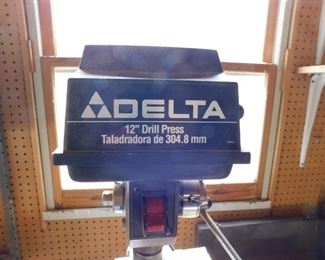 DELTA
12" Drill Press
Taladradora de 304.8 mm